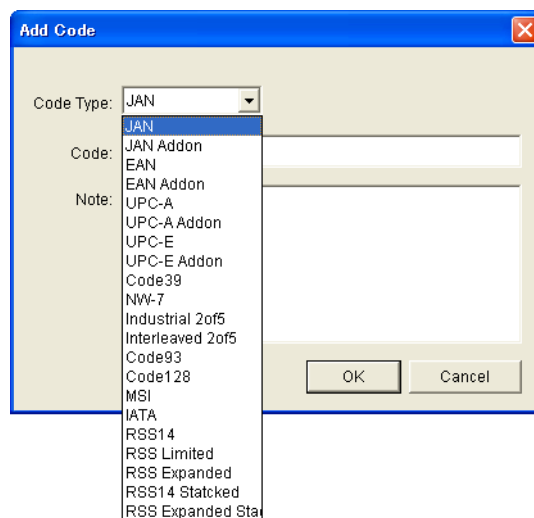 Add Code
Code Type: JAN
JAN
JAN Addon
Code:
EAN
EAN Addon
Note:
UPC-A
UPC-A Addon
UPC-E
UPC-E Addon
Code39
NW-7
Industrial 2of5
Interleaved 2of5
Code93
Code128
OK
Cancel
MSI
IATA
RSS14
RSS Limited
RSS Expanded
RSS14 Statcked
RSS Expanded